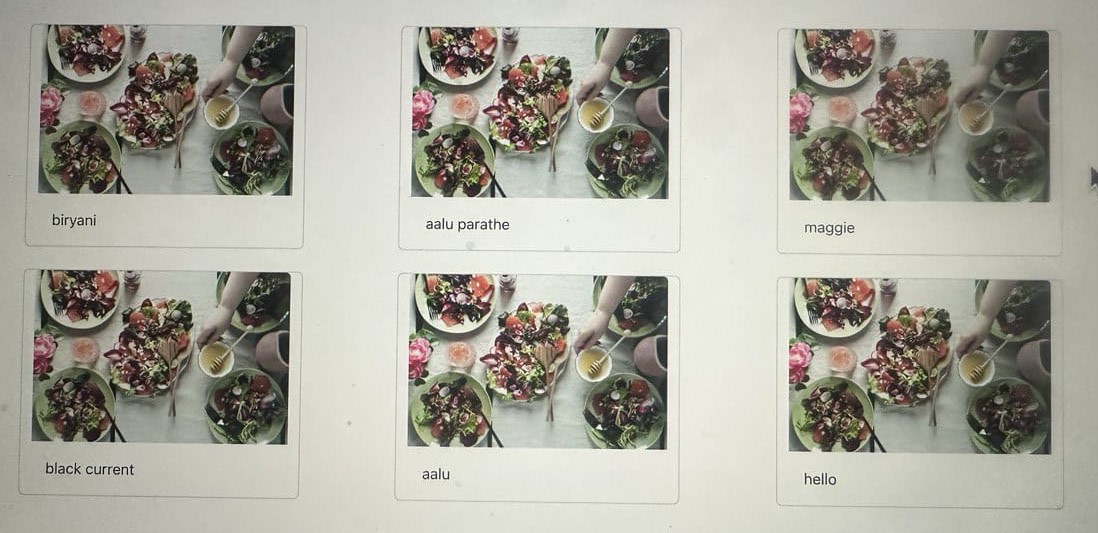 biryani
aalu parathe
maggie
black current
aalu
hello